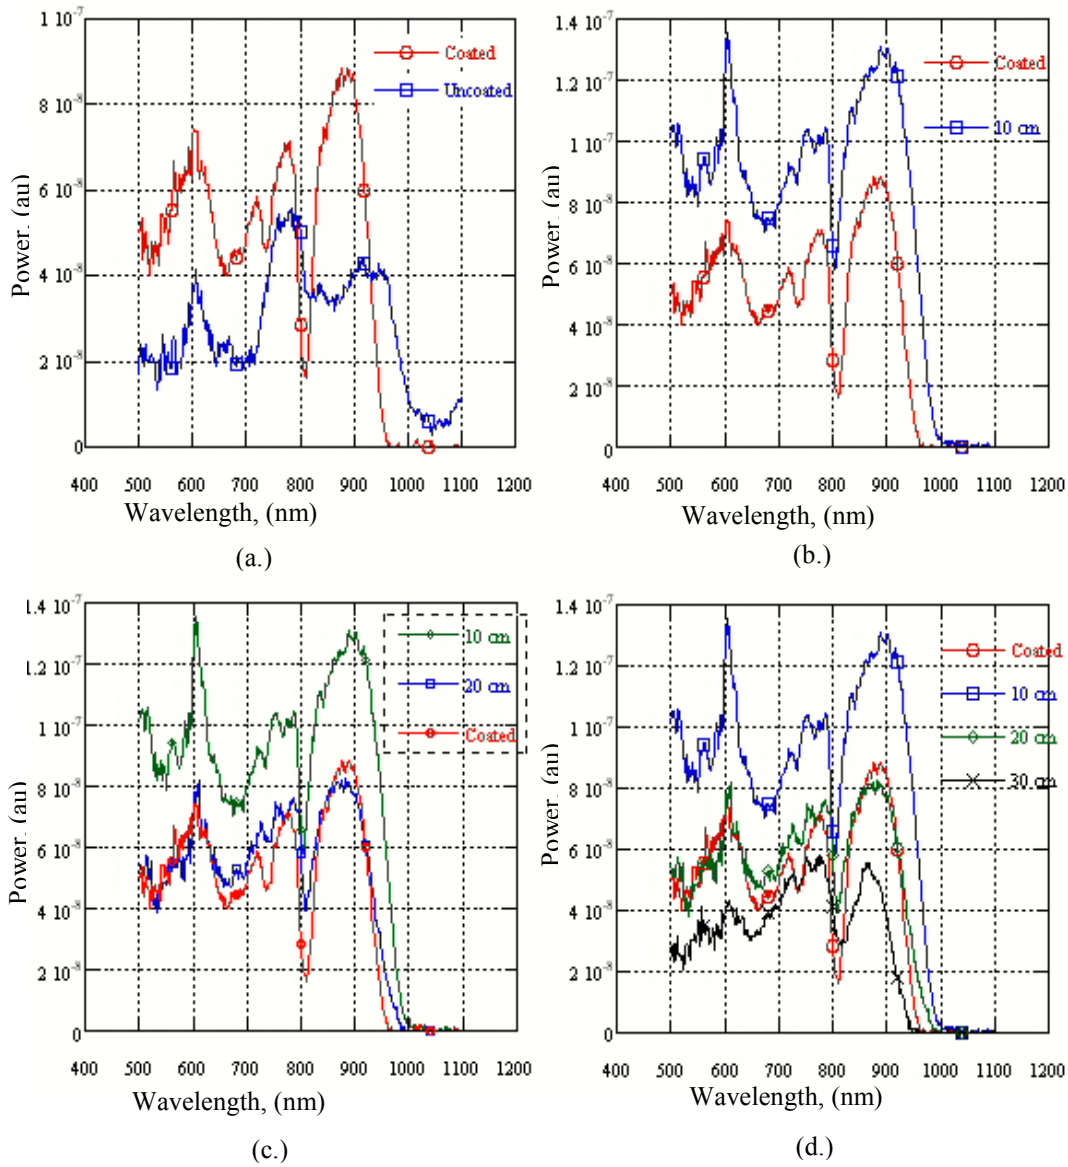 1 10⁻⁷
8 10⁻⁸
6 10⁻⁸
4 10⁻⁸
2 10⁻⁸
0
Power, (au)
Coated
Uncoated
400 500 600 700 800 900 1000 1100 1200
Wavelength, (nm)
(a.)
1.4 10⁻⁷
1.2 10⁻⁷
1 10⁻⁷
8 10⁻⁸
6 10⁻⁸
4 10⁻⁸
2 10⁻⁸
0
Power, (au)
Coated
10 cm
400 500 600 700 800 900 1000 1100 1200
Wavelength, (nm)
(b.)
1.4 10⁻⁷
1.2 10⁻⁷
1 10⁻⁷
8 10⁻⁸
6 10⁻⁸
4 10⁻⁸
2 10⁻⁸
0
Power, (au)
10 cm
20 cm
Coated
400 500 600 700 800 900 1000 1100 1200
Wavelength, (nm)
(c.)
1.4 10⁻⁷
1.2 10⁻⁷
1 10⁻⁷
8 10⁻⁸
6 10⁻⁸
4 10⁻⁸
2 10⁻⁸
0
Power, (au)
Coated
10 cm
20 cm
30 cm
400 500 600 700 800 900 1000 1100 1200
Wavelength, (nm)
(d.)